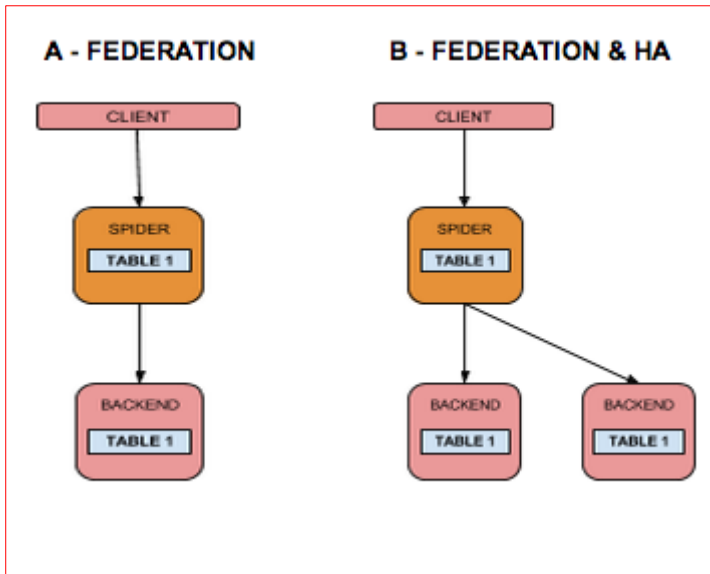 A - FEDERATION
B - FEDERATION & HA
CLIENT
CLIENT
SPIDER
TABLE 1
SPIDER
TABLE 1
BACKEND
TABLE 1
BACKEND
TABLE 1
BACKEND
TABLE 1